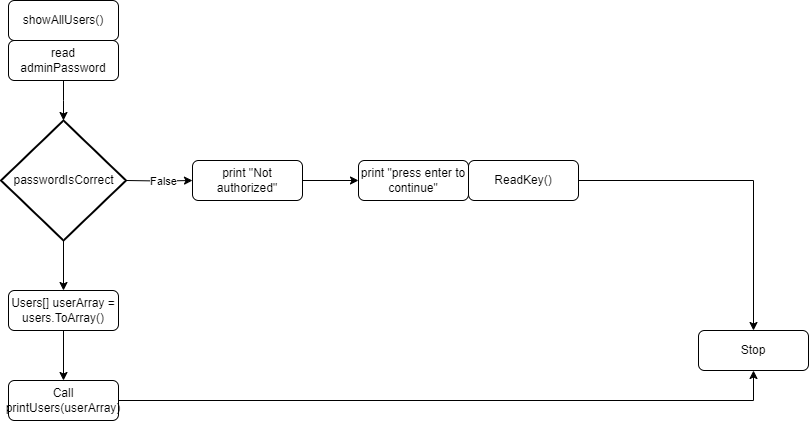 showAllUsers()
read
adminPassword
passwordIsCorrect
False
print "Not
authorized"
print "press enter to
continue"
ReadKey()
Users[] userArray =
users.ToArray()
Stop
Call
printUsers(userArray)